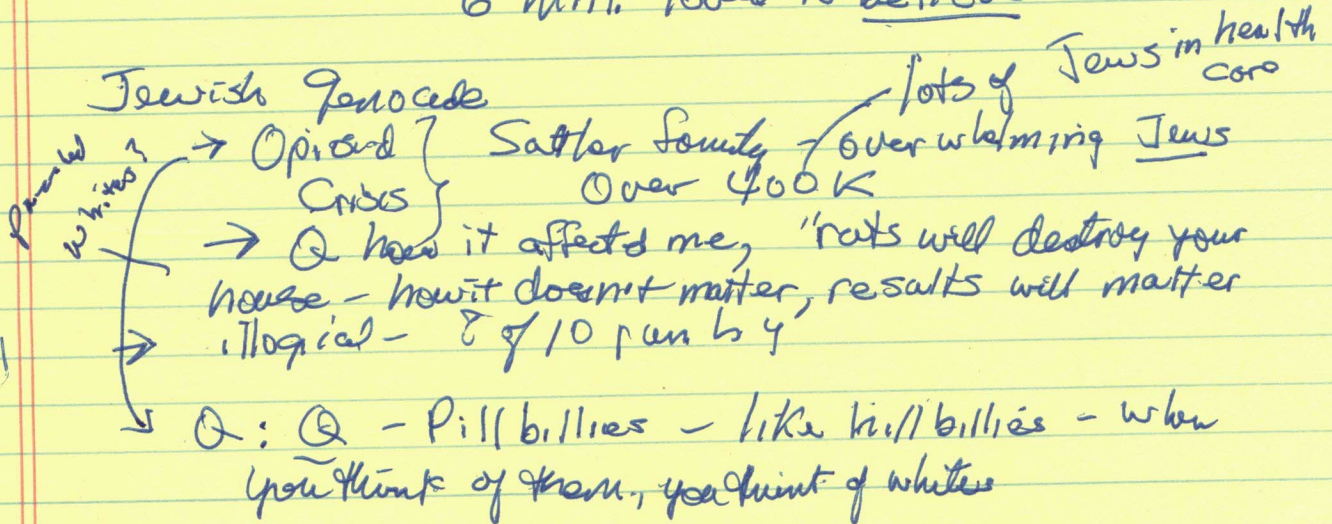 Jewish Genocide
lots of Jews in health
care
→ Opioid } Sattler family - overwhelming Jews
Crisis } Over 400K
whites?
→ Q how it affected me, "rats will destroy your
house - how it doesn't matter, results will matter
→ illogical - 8 of 10 run by
Q: Q - Pillbillies - like hillbillies - when
you think of them, you think of whites